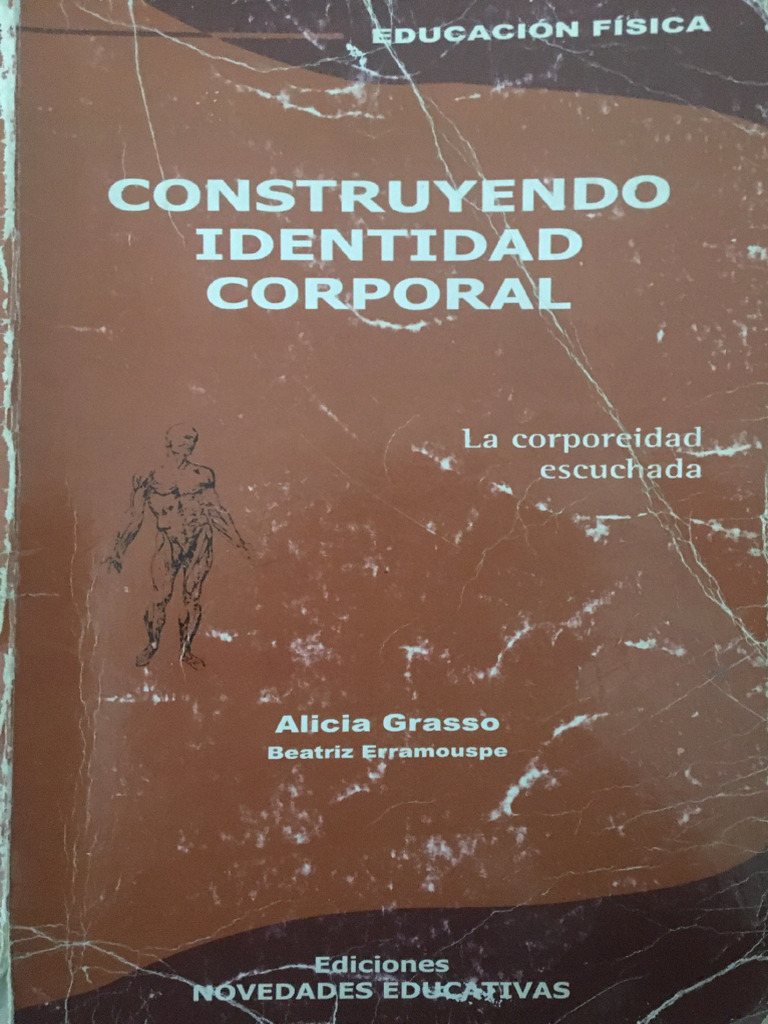 EDUCACIÓN FÍSICA
CONSTRUYENDO
IDENTIDAD
CORPORAL
La corporeidad
escuchada
Alicia Grasso
Beatriz Erramouspe
Ediciones
NOVEDADES EDUCATIVAS